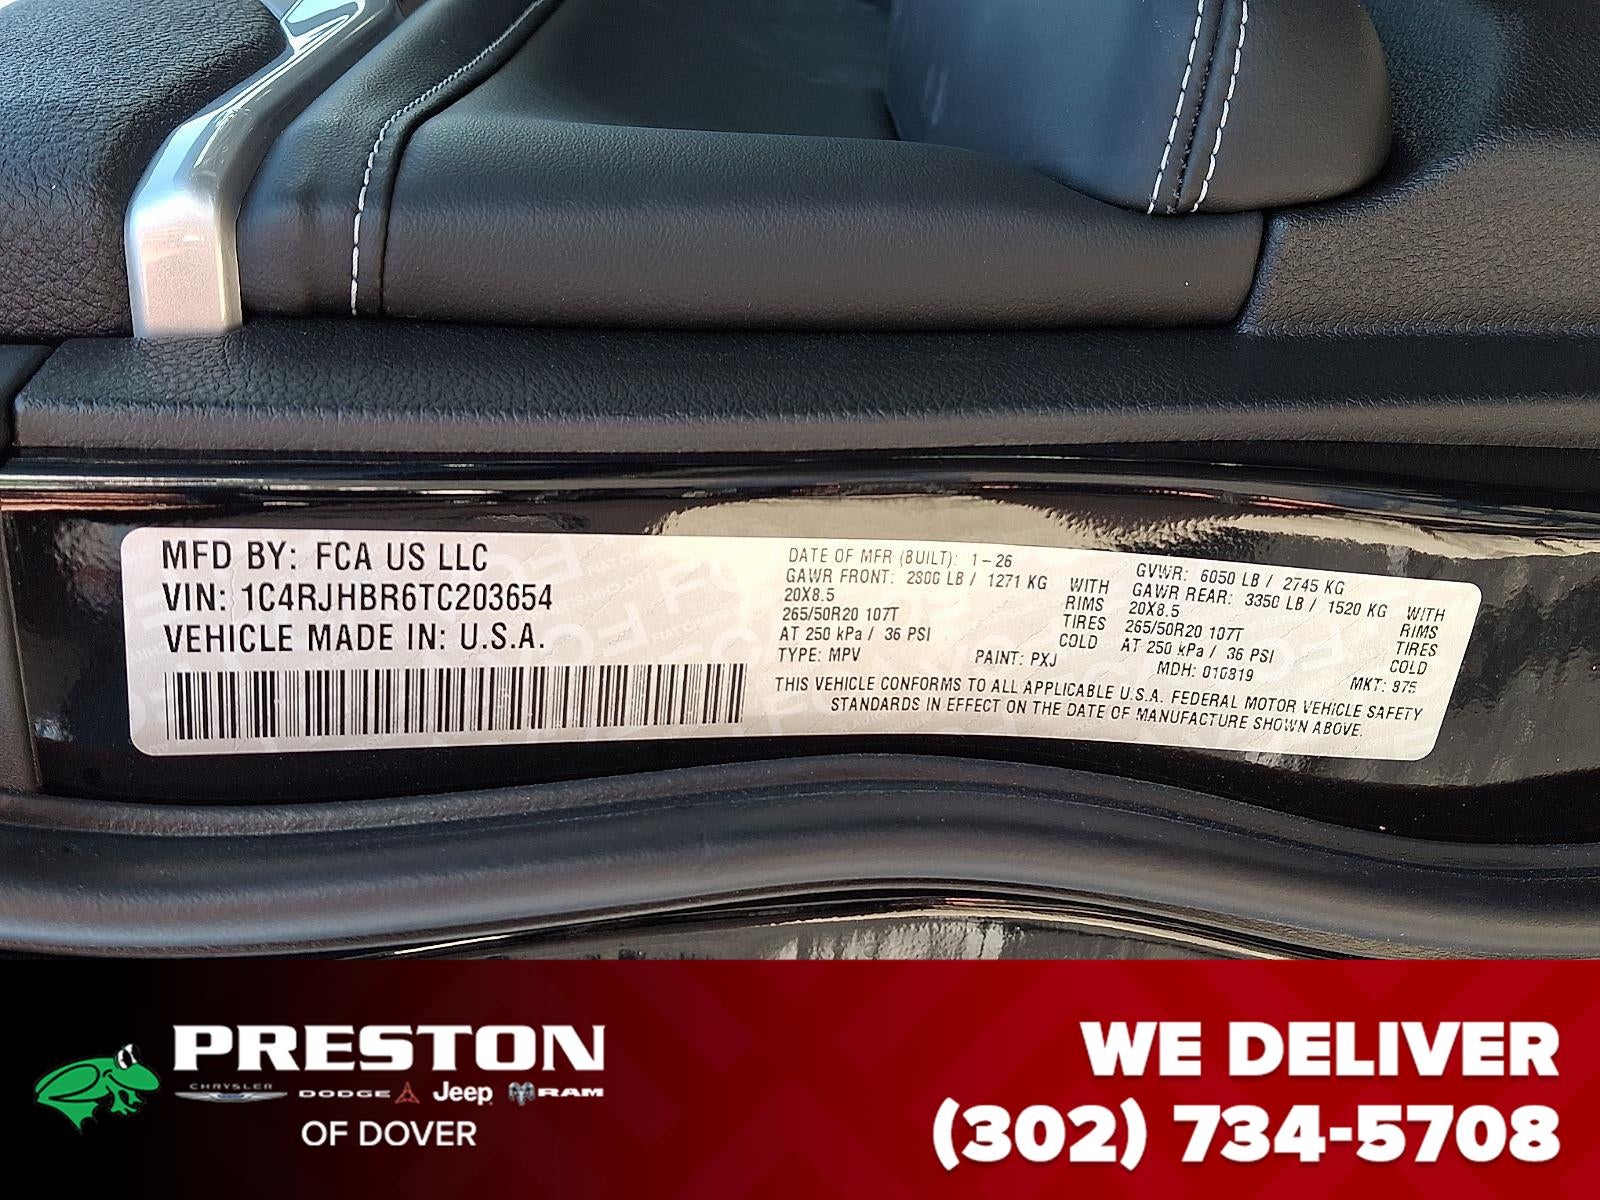 MFD BY: FCA US LLC
VIN: 1C4RJHBR6TC203654
VEHICLE MADE IN: U.S.A.
DATE OF MFR (BUILT): 1-26
GAWR FRONT: 2800 LB / 1271 KG WITH
20X8.5 RIMS
265/50R20 107T TIRES
AT 250 kPa / 36 PSI COLD
TYPE: MPV PAINT: PXJ
GVWR: 6050 LB / 2745 KG
GAWR REAR: 3350 LB / 1520 KG WITH
20X8.5 RIMS
265/50R20 107T TIRES
AT 250 kPa / 36 PSI COLD
MDH: 010819 MKT: 975
THIS VEHICLE CONFORMS TO ALL APPLICABLE U.S.A. FEDERAL MOTOR VEHICLE SAFETY
STANDARDS IN EFFECT ON THE DATE OF MANUFACTURE SHOWN ABOVE.
PRESTON
CHRYSLER DODGE Jeep RAM
OF DOVER
WE DELIVER
(302) 734-5708